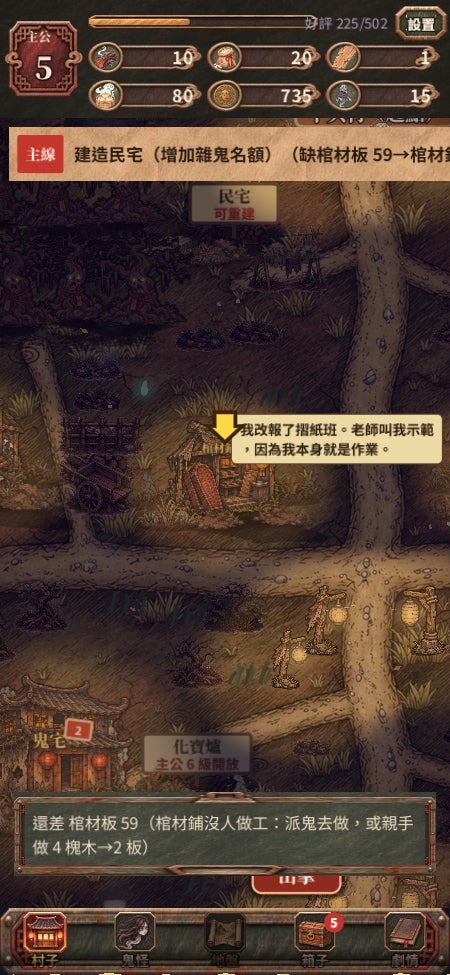 主公
5
好評 225/502
設置
10
20
1
80
735
15
主線
建造民宅（增加雜鬼名額）（缺棺材板 59→棺材
民宅
可重建
我改報了摺紙班。老師叫我示範
，因為我本身就是作業。
鬼宅
2
化寶爐
主公 6 級開放
還差 棺材板 59（棺材鋪沒人做工：派鬼去做，或親手
做 4 槐木→2 板）
村子
鬼怪
地盤
箱子
5
劇情